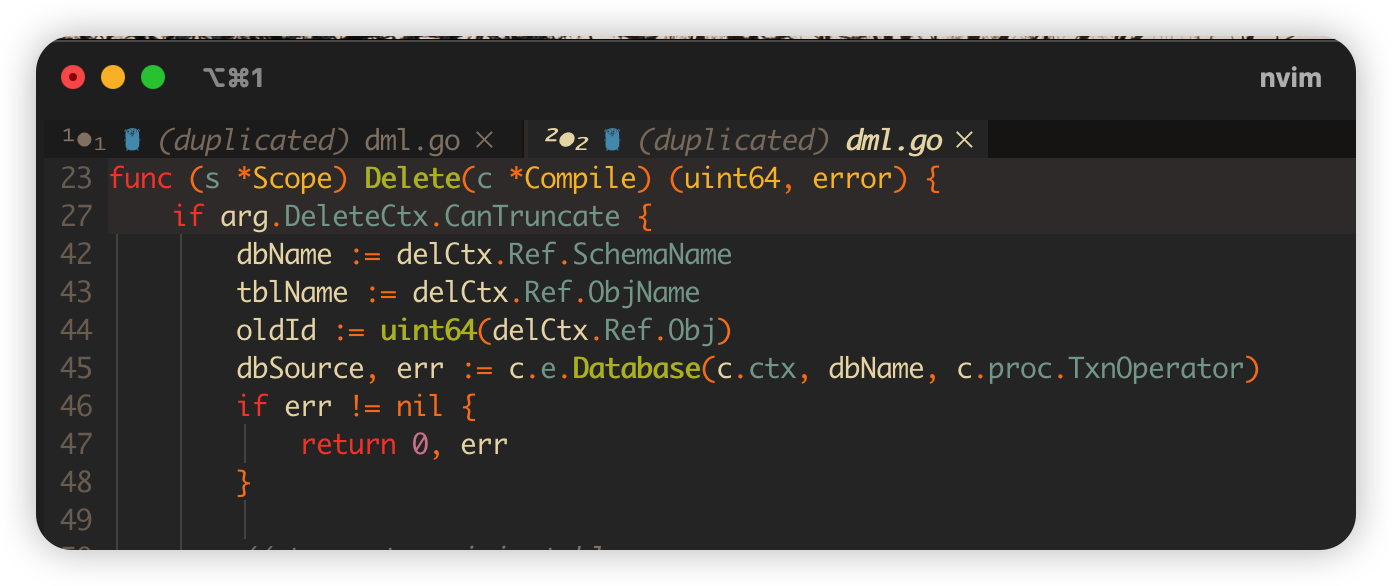 ⌥⌘1 nvim
¹●₁ (duplicated) dml.go × ²●₂ (duplicated) dml.go ×
23 func (s *Scope) Delete(c *Compile) (uint64, error) {
27     if arg.DeleteCtx.CanTruncate {
42         dbName := delCtx.Ref.SchemaName
43         tblName := delCtx.Ref.ObjName
44         oldId := uint64(delCtx.Ref.Obj)
45         dbSource, err := c.e.Database(c.ctx, dbName, c.proc.TxnOperator)
46         if err != nil {
47             return 0, err
48         }
49